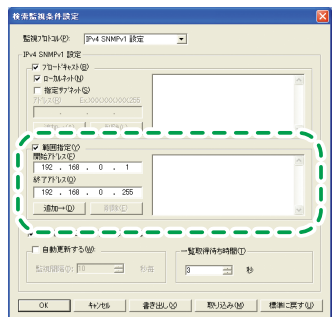 検索監視条件設定
監視プロトコル(P): IPv4 SNMPv1 設定
IPv4 SNMPv1 設定
ブロードキャスト(B)
ローカルネット(N)
指定サブネット(S)
アドレス(R) Ex:XXX.XXX.XXX.255
範囲指定(Y)
開始アドレス(F)
192 . 168 . 0 . 1
終了アドレス(E)
192 . 168 . 0 . 255
追加→(D) 削除(E)
自動更新する(W)
監視間隔(I): 10 秒毎
一覧取得待ち時間(T)
3 秒
OK キャンセル 書き出し(X) 取り込み(M) 標準に戻す(U)